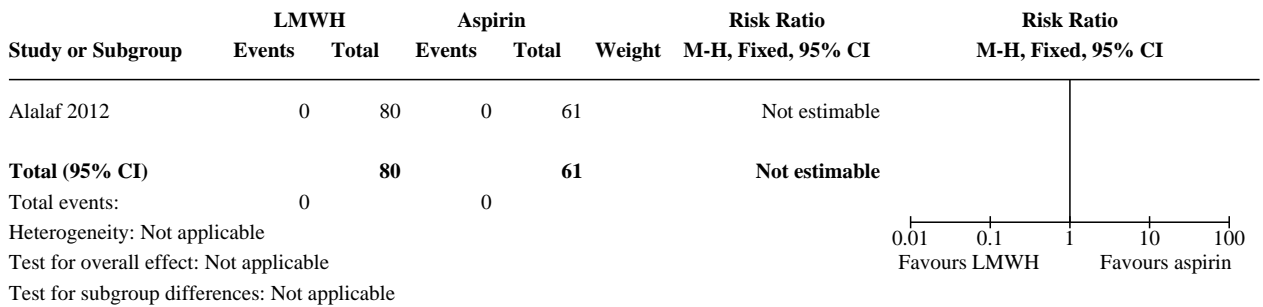 LMWH Aspirin Risk Ratio Risk Ratio
Study or Subgroup Events Total Events Total Weight M-H, Fixed, 95% CI M-H, Fixed, 95% CI
Alalaf 2012 0 80 0 61 Not estimable
Total (95% CI) 80 61 Not estimable
Total events: 0 0
Heterogeneity: Not applicable
0.01 0.1 1 10 100
Test for overall effect: Not applicable
Favours LMWH Favours aspirin
Test for subgroup differences: Not applicable